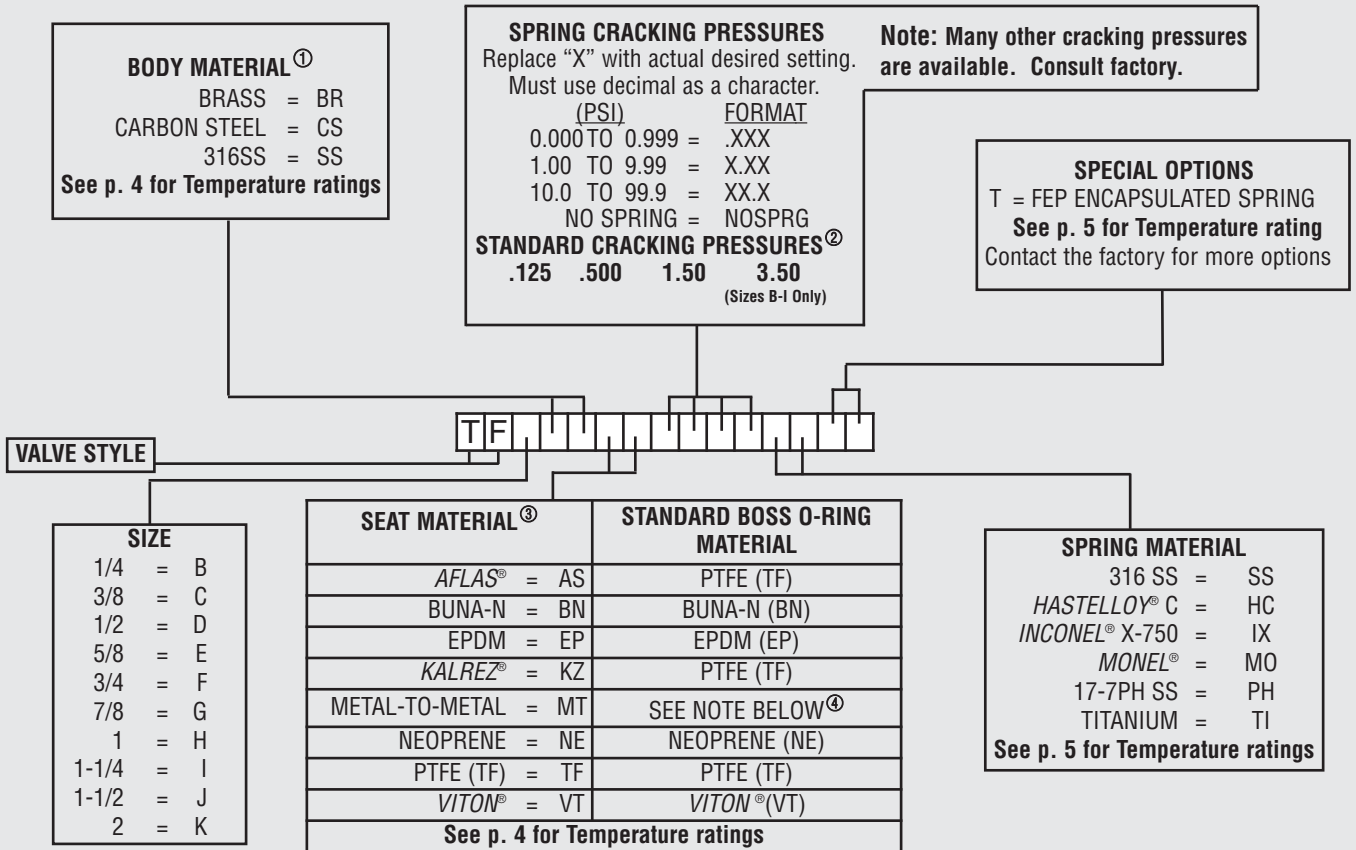 BODY MATERIAL①
BRASS = BR
CARBON STEEL = CS
316SS = SS
See p. 4 for Temperature ratings
SPRING CRACKING PRESSURES
Replace “X” with actual desired setting.
Must use decimal as a character.
(PSI) FORMAT
0.000 TO 0.999 = .XXX
1.00 TO 9.99 = X.XX
10.0 TO 99.9 = XX.X
NO SPRING = NOSPRG
STANDARD CRACKING PRESSURES②
.125 .500 1.50 3.50
(Sizes B-I Only)
Note: Many other cracking pressures
are available. Consult factory.
SPECIAL OPTIONS
T = FEP ENCAPSULATED SPRING
See p. 5 for Temperature rating
Contact the factory for more options
TF
VALVE STYLE
SIZE
1/4 = B
3/8 = C
1/2 = D
5/8 = E
3/4 = F
7/8 = G
1 = H
1-1/4 = I
1-1/2 = J
2 = K
SEAT MATERIAL③ STANDARD BOSS O-RING
MATERIAL
AFLAS® = AS PTFE (TF)
BUNA-N = BN BUNA-N (BN)
EPDM = EP EPDM (EP)
KALREZ® = KZ PTFE (TF)
METAL-TO-METAL = MT SEE NOTE BELOW④
NEOPRENE = NE NEOPRENE (NE)
PTFE (TF) = TF PTFE (TF)
VITON® = VT VITON ®(VT)
See p. 4 for Temperature ratings
SPRING MATERIAL
316 SS = SS
HASTELLOY® C = HC
INCONEL® X-750 = IX
MONEL® = MO
17-7PH SS = PH
TITANIUM = TI
See p. 5 for Temperature ratings